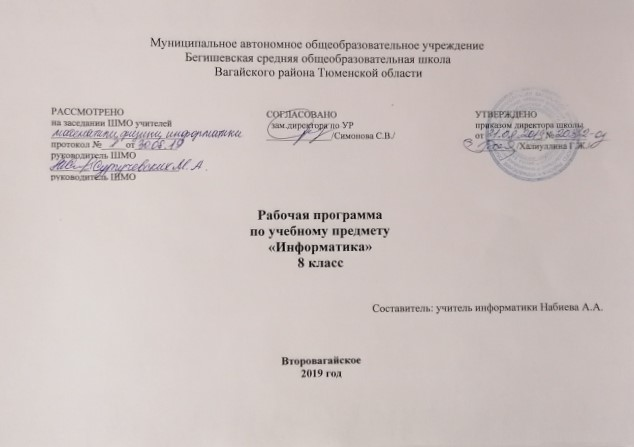 Муниципальное автономное общеобразовательное учреждение
Бегишевская средняя общеобразовательная школа
Вагайского района Тюменской области
РАССМОТРЕНО
на заседании ШМО учителей
математики, физики, информатики
протокол № 1 от 30.08.19
руководитель ШМО
Сургучевских М.А.
руководитель ШМО
СОГЛАСОВАНО
зам.директора по УР
/Симонова С.В./
УТВЕРЖДЕНО
приказом директора школы
от 31.08.2019 №
/Халиуллина Г.Ж./
Рабочая программа
по учебному предмету
«Информатика»
8 класс
Составитель: учитель информатики Набиева А.А.
Второвагайское
2019 год